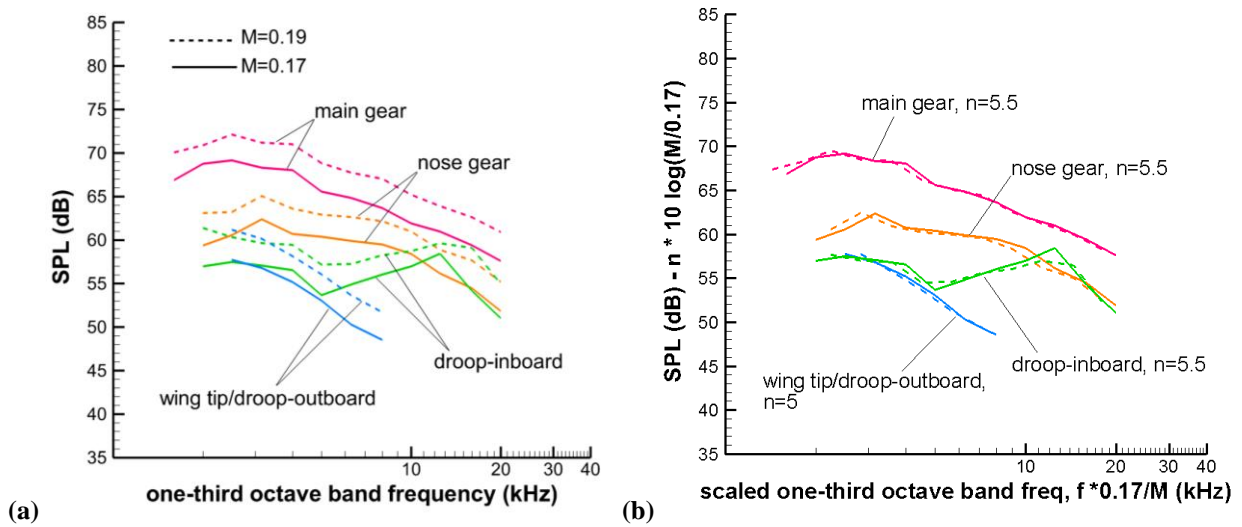 85
80
75
70
65
60
55
50
45
40
35
SPL (dB)
M=0.19
M=0.17
main gear
nose gear
droop-inboard
wing tip/droop-outboard
10
20
30
40
one-third octave band frequency (kHz)
(a)
85
80
75
70
65
60
55
50
45
40
35
SPL (dB) - n * 10 log(M/0.17)
main gear, n=5.5
nose gear, n=5.5
droop-inboard, n=5.5
wing tip/droop-outboard,
n=5
10
20
30
40
scaled one-third octave band freq, f *0.17/M (kHz)
(b)